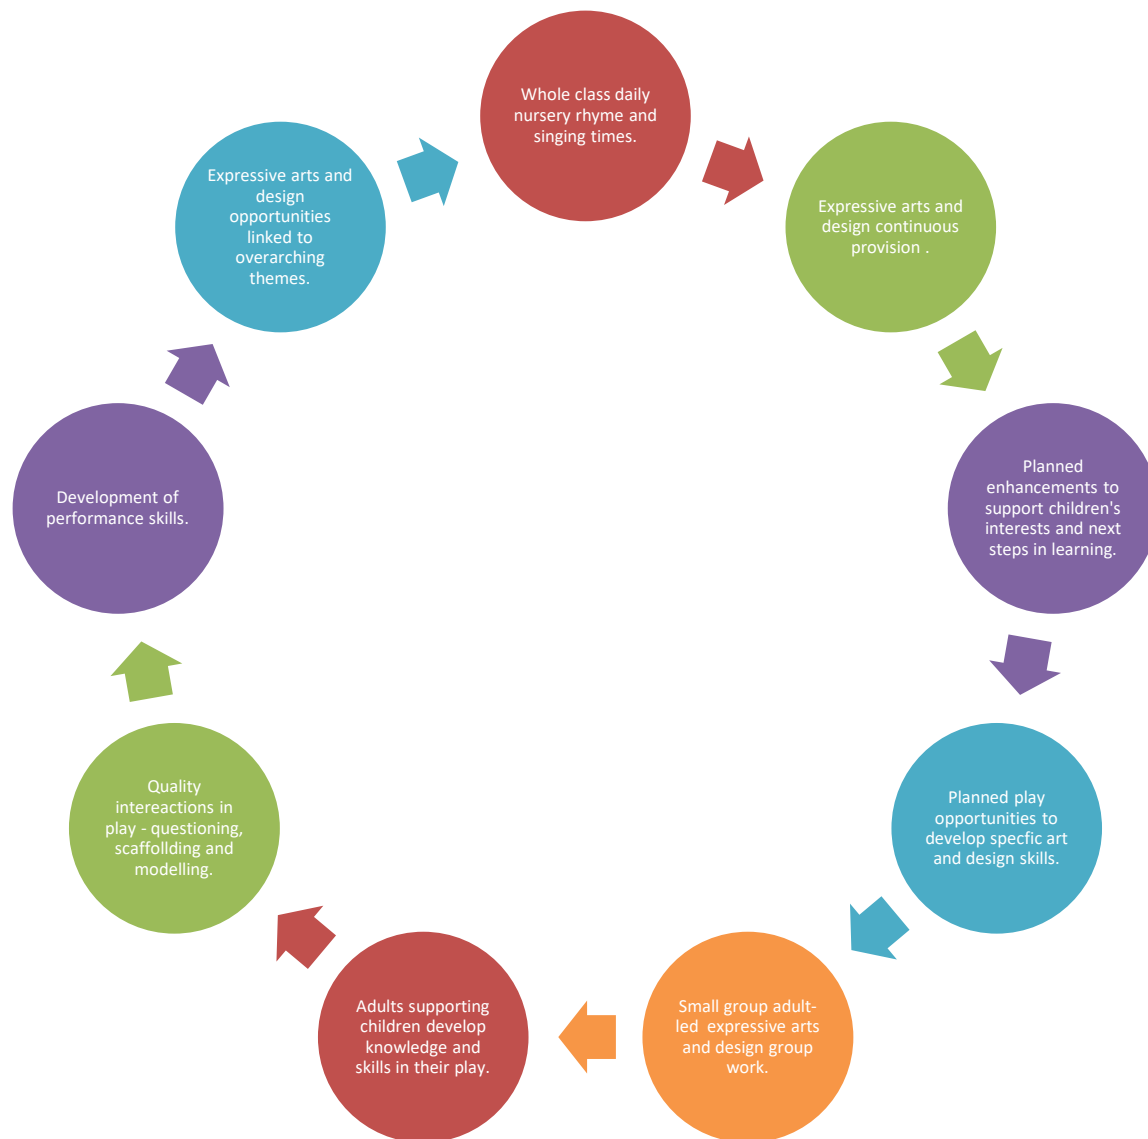 Whole class daily
nursery rhyme and
singing times.
Expressive arts and
design continuous
provision .
Planned
enhancements to
support children's
interests and next
steps in learning.
Planned play
opportunities to
develop specfic art
and design skills.
Small group adult-
led  expressive arts
and design group
work.
Adults supporting
children develop
knowledge and
skills in their play.
Quality
intereactions in
play - questioning,
scaffollding and
modelling.
Development of
performance skills.
Expressive arts and
design
opportunities
linked to
overarching
themes.